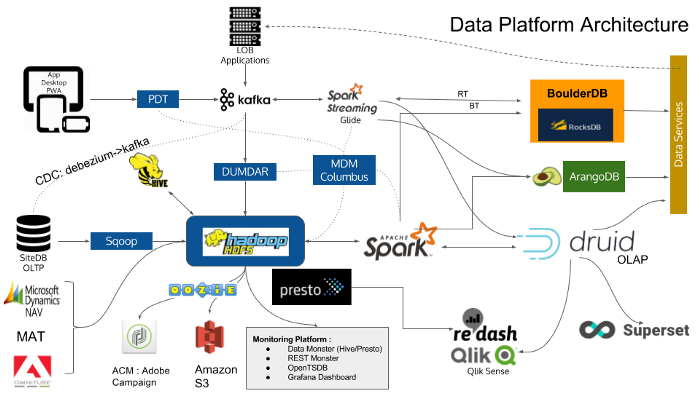 Data Platform Architecture
LOB
Applications
App
Desktop
PWA
PDT
kafka
Spark
Streaming
Glide
RT
BT
BoulderDB
RocksDB
Data Services
CDC: debezium->kafka
HIVE
DUMDAR
MDM
Columbus
ArangoDB
SiteDB
OLTP
Sqoop
hadoop
HDFS
APACHE
Spark
druid
OLAP
Microsoft
Dynamics
NAV
MAT
OMNITURE
OOZIE
presto
ACM : Adobe
Campaign
Amazon
S3
Monitoring Platform :
● Data Monster (Hive/Presto)
● REST Monster
● OpenTSDB
● Grafana Dashboard
re:dash
Qlik Q
Qlik Sense
Superset